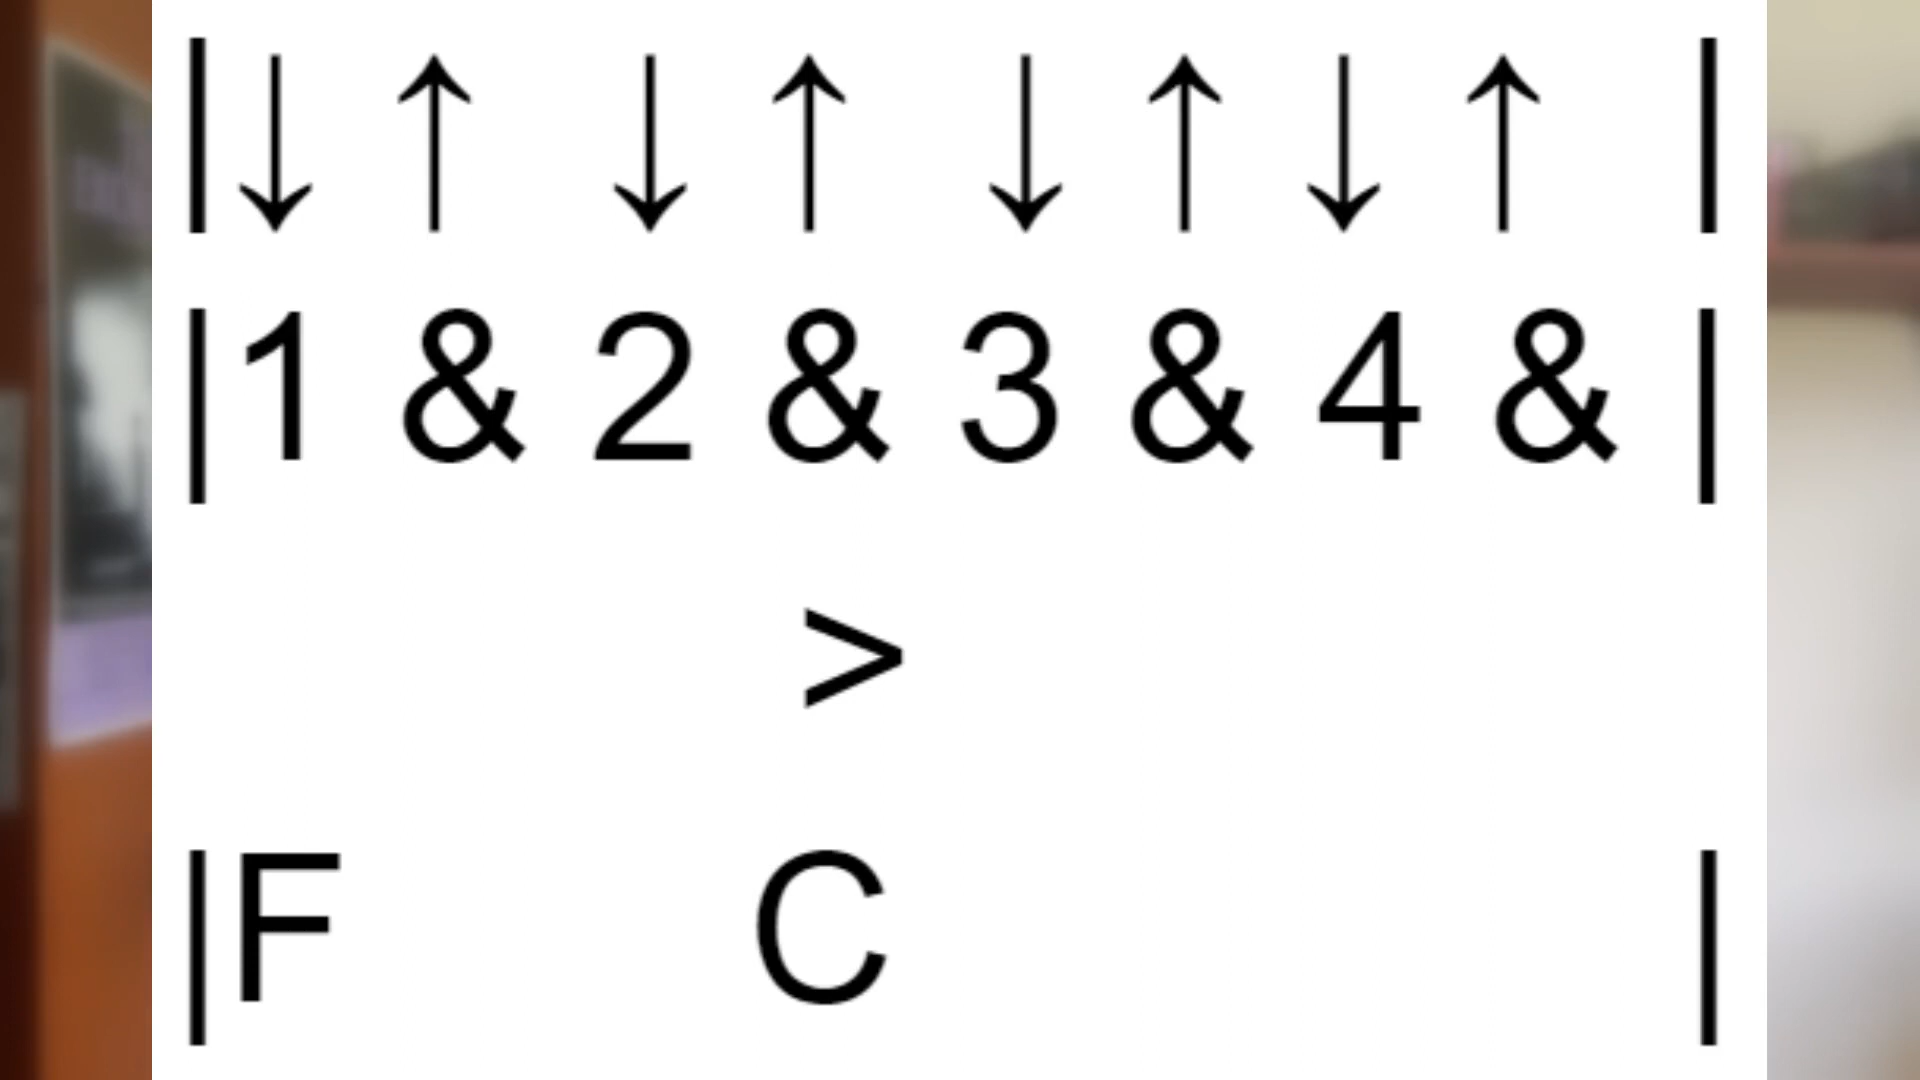 |↓ ↑ ↓ ↑ ↓ ↑ ↓ ↑ |
|1 & 2 & 3 & 4 & |
>
|F C |